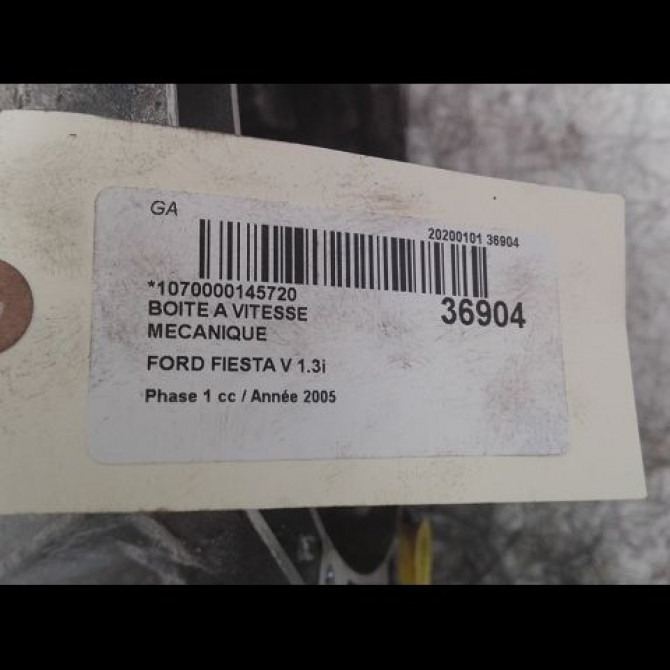 GA
20200101 36904
*1070000145720
BOITE A VITESSE
MECANIQUE
36904
FORD FIESTA V 1.3i
Phase 1 cc / Année 2005